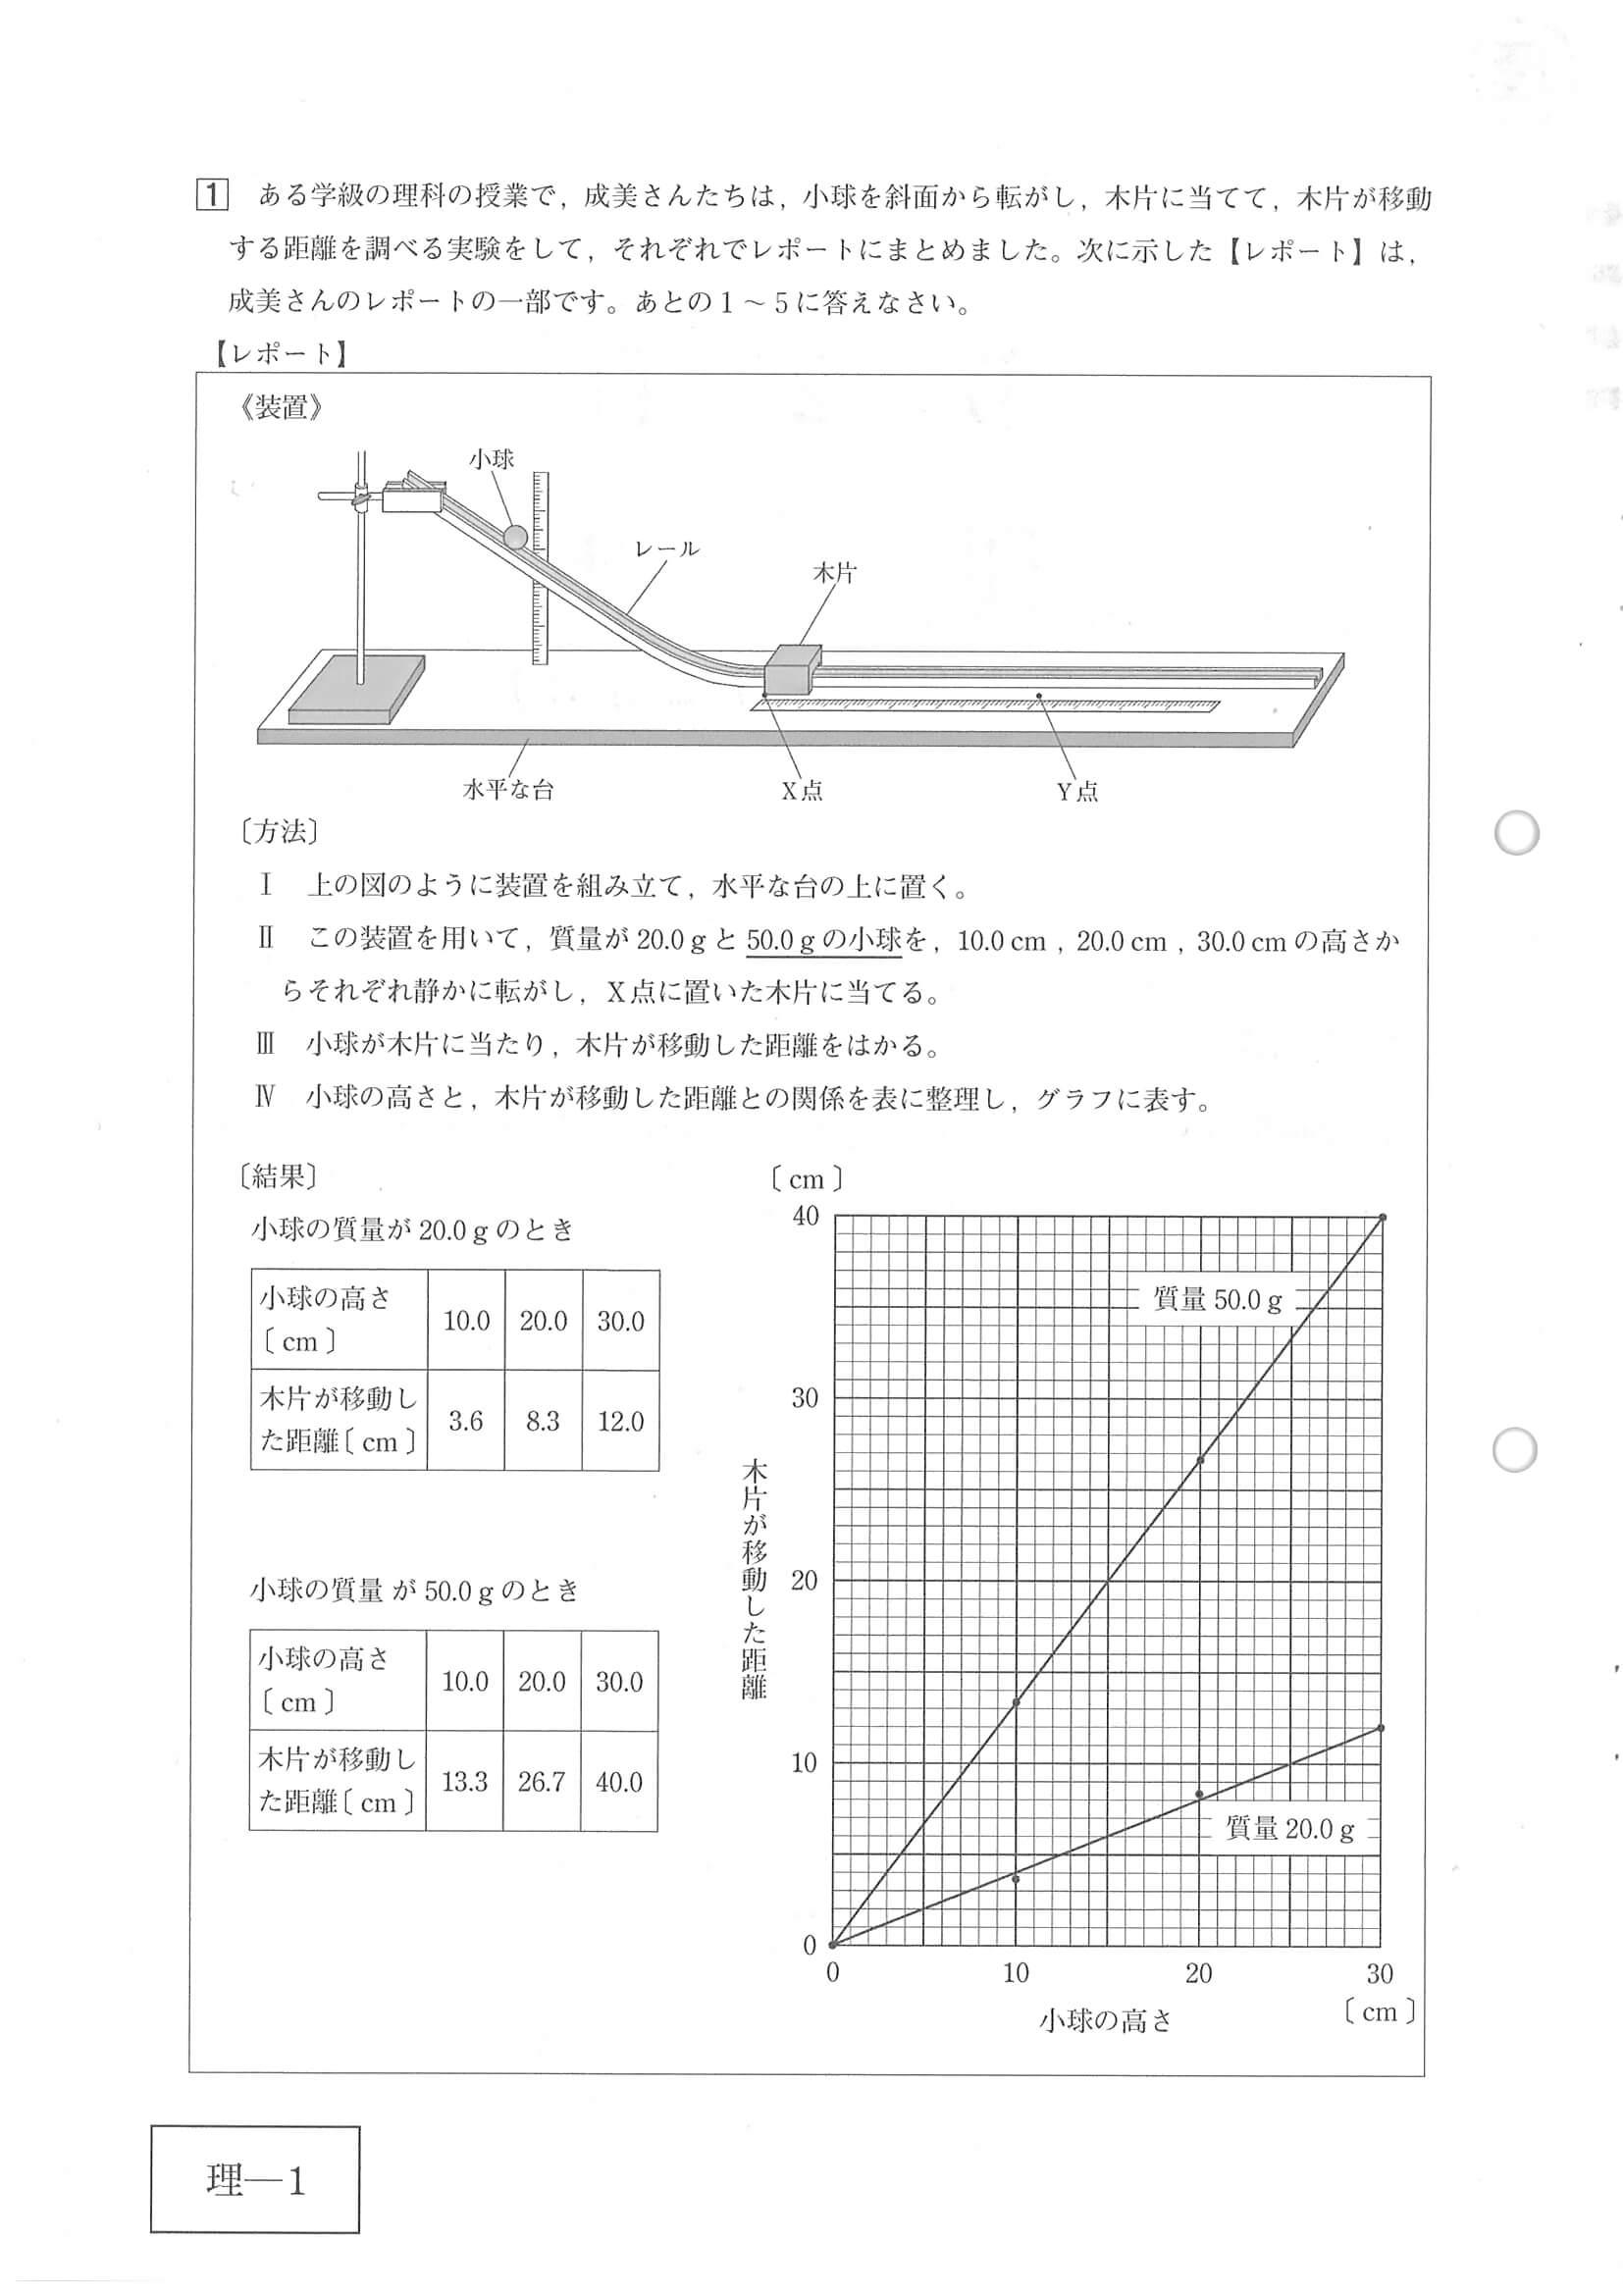 1 ある学級の理科の授業で，成美さんたちは，小球を斜面から転がし，木片に当てて，木片が移動
する距離を調べる実験をして，それぞれでレポートにまとめました。次に示した【レポート】は，
成美さんのレポートの一部です。あとの１～５に答えなさい。
【レポート】
《装置》
小球
レール
木片
水平な台
X点
Y点
〔方法〕
Ⅰ 上の図のように装置を組み立て，水平な台の上に置く。
Ⅱ この装置を用いて，質量が 20.0 g と 50.0 g の小球を，10.0 cm ，20.0 cm ，30.0 cm の高さか
らそれぞれ静かに転がし，X点に置いた木片に当てる。
Ⅲ 小球が木片に当たり，木片が移動した距離をはかる。
Ⅳ 小球の高さと，木片が移動した距離との関係を表に整理し，グラフに表す。
〔結果〕
小球の質量が 20.0 g のとき
小球の高さ
〔 cm 〕
10.0 20.0 30.0
木片が移動し
た距離〔 cm 〕
3.6 8.3 12.0
小球の質量 が 50.0 g のとき
小球の高さ
〔 cm 〕
10.0 20.0 30.0
木片が移動し
た距離〔 cm 〕
13.3 26.7 40.0
〔 cm 〕
40
30
20
10
0
木片が移動した距離
質量 50.0 g
質量 20.0 g
0 10 20 30
小球の高さ
〔 cm 〕
理―1